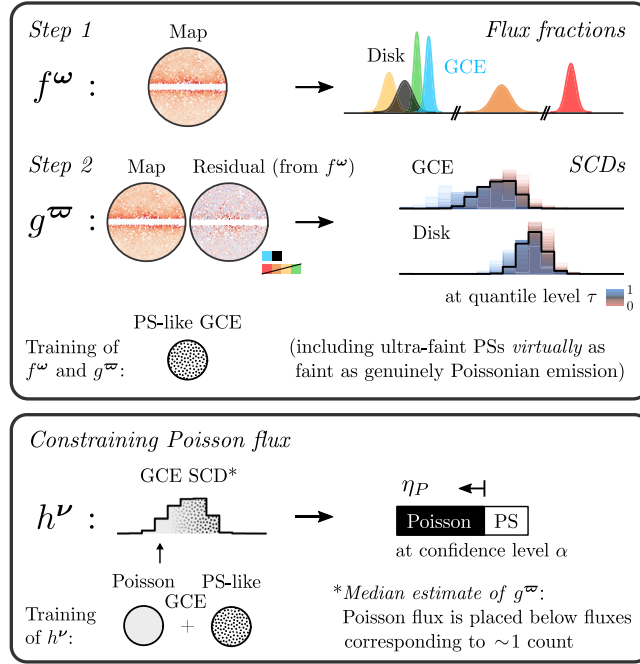 Step 1
Map
Flux fractions
f^ω :
Disk
GCE
Step 2
Map
Residual (from f^ω)
SCDs
g^ϖ :
GCE
Disk
at quantile level τ
1
0
PS-like GCE
Training of
f^ω and g^ϖ:
(including ultra-faint PSs virtually as
faint as genuinely Poissonian emission)
Constraining Poisson flux
GCE SCD*
h^ν :
η_P
Poisson
PS
at confidence level α
Poisson
PS-like
GCE
Training
of h^ν:
+
*Median estimate of g^ϖ:
Poisson flux is placed below fluxes
corresponding to ∼1 count